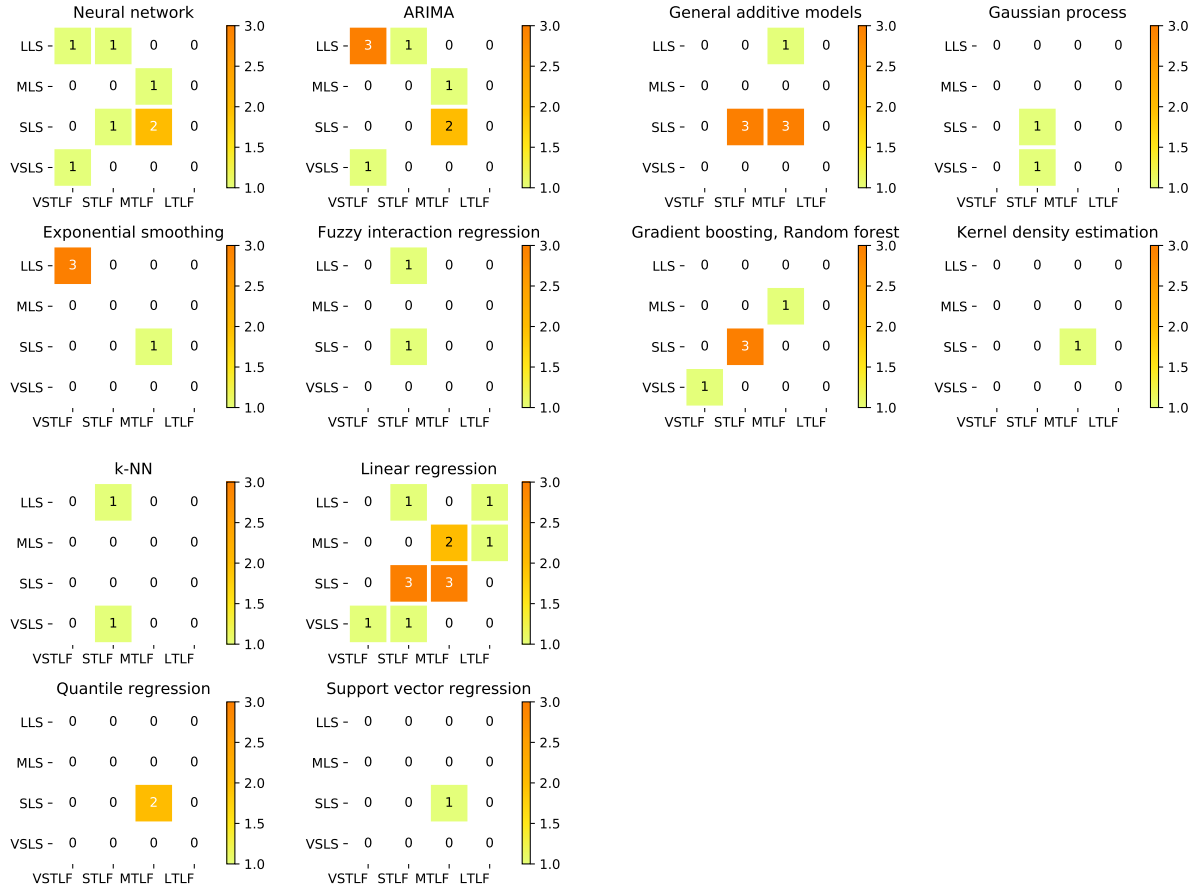 Neural network
LLS 1 1 0 0
MLS 0 0 1 0
SLS 0 1 2 0
VSLS 1 0 0 0
VSTLF STLF MTLF LTLF
3.0
2.5
2.0
1.5
1.0
ARIMA
LLS 3 1 0 0
MLS 0 0 1 0
SLS 0 0 2 0
VSLS 1 0 0 0
VSTLF STLF MTLF LTLF
3.0
2.5
2.0
1.5
1.0
General additive models
LLS 0 0 1 0
MLS 0 0 0 0
SLS 0 3 3 0
VSLS 0 0 0 0
VSTLF STLF MTLF LTLF
3.0
2.5
2.0
1.5
1.0
Gaussian process
LLS 0 0 0 0
MLS 0 0 0 0
SLS 0 1 0 0
VSLS 0 1 0 0
VSTLF STLF MTLF LTLF
3.0
2.5
2.0
1.5
1.0
Exponential smoothing
LLS 3 0 0 0
MLS 0 0 0 0
SLS 0 0 1 0
VSLS 0 0 0 0
VSTLF STLF MTLF LTLF
3.0
2.5
2.0
1.5
1.0
Fuzzy interaction regression
LLS 0 1 0 0
MLS 0 0 0 0
SLS 0 1 0 0
VSLS 0 0 0 0
VSTLF STLF MTLF LTLF
3.0
2.5
2.0
1.5
1.0
Gradient boosting, Random forest
LLS 0 0 0 0
MLS 0 0 1 0
SLS 0 3 0 0
VSLS 1 0 0 0
VSTLF STLF MTLF LTLF
3.0
2.5
2.0
1.5
1.0
Kernel density estimation
LLS 0 0 0 0
MLS 0 0 0 0
SLS 0 0 1 0
VSLS 0 0 0 0
VSTLF STLF MTLF LTLF
3.0
2.5
2.0
1.5
1.0
k-NN
LLS 0 1 0 0
MLS 0 0 0 0
SLS 0 0 0 0
VSLS 0 1 0 0
VSTLF STLF MTLF LTLF
3.0
2.5
2.0
1.5
1.0
Linear regression
LLS 0 1 0 1
MLS 0 0 2 1
SLS 0 3 3 0
VSLS 1 1 0 0
VSTLF STLF MTLF LTLF
3.0
2.5
2.0
1.5
1.0
Quantile regression
LLS 0 0 0 0
MLS 0 0 0 0
SLS 0 0 2 0
VSLS 0 0 0 0
VSTLF STLF MTLF LTLF
3.0
2.5
2.0
1.5
1.0
Support vector regression
LLS 0 0 0 0
MLS 0 0 0 0
SLS 0 0 1 0
VSLS 0 0 0 0
VSTLF STLF MTLF LTLF
3.0
2.5
2.0
1.5
1.0